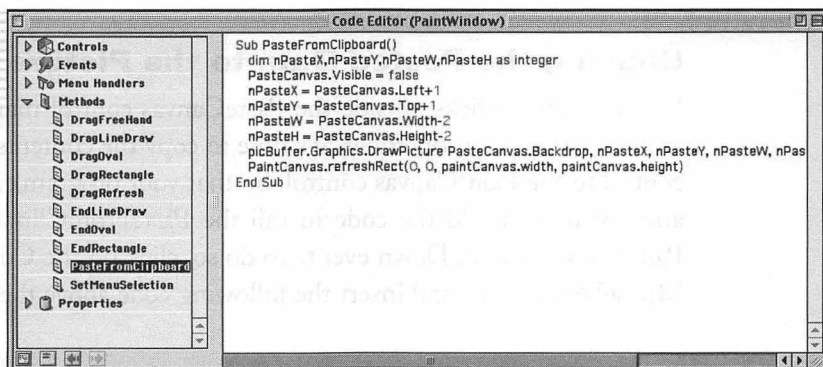 Code Editor (PaintWindow)
Controls
Events
Menu Handlers
Methods
DragFreeHand
DragLineDraw
DragOval
DragRectangle
DragRefresh
EndLineDraw
EndOval
EndRectangle
PasteFromClipboard
SetMenuSelection
Properties
Sub PasteFromClipboard()
dim nPasteX,nPasteY,nPasteW,nPasteH as integer
PasteCanvas.Visible = false
nPasteX = PasteCanvas.Left+1
nPasteY = PasteCanvas.Top+1
nPasteW = PasteCanvas.Width-2
nPasteH = PasteCanvas.Height-2
picBuffer.Graphics.DrawPicture PasteCanvas.Backdrop, nPasteX, nPasteY, nPasteW, nPas
PaintCanvas.refreshRect(0, 0, paintCanvas.width, paintCanvas.height)
End Sub